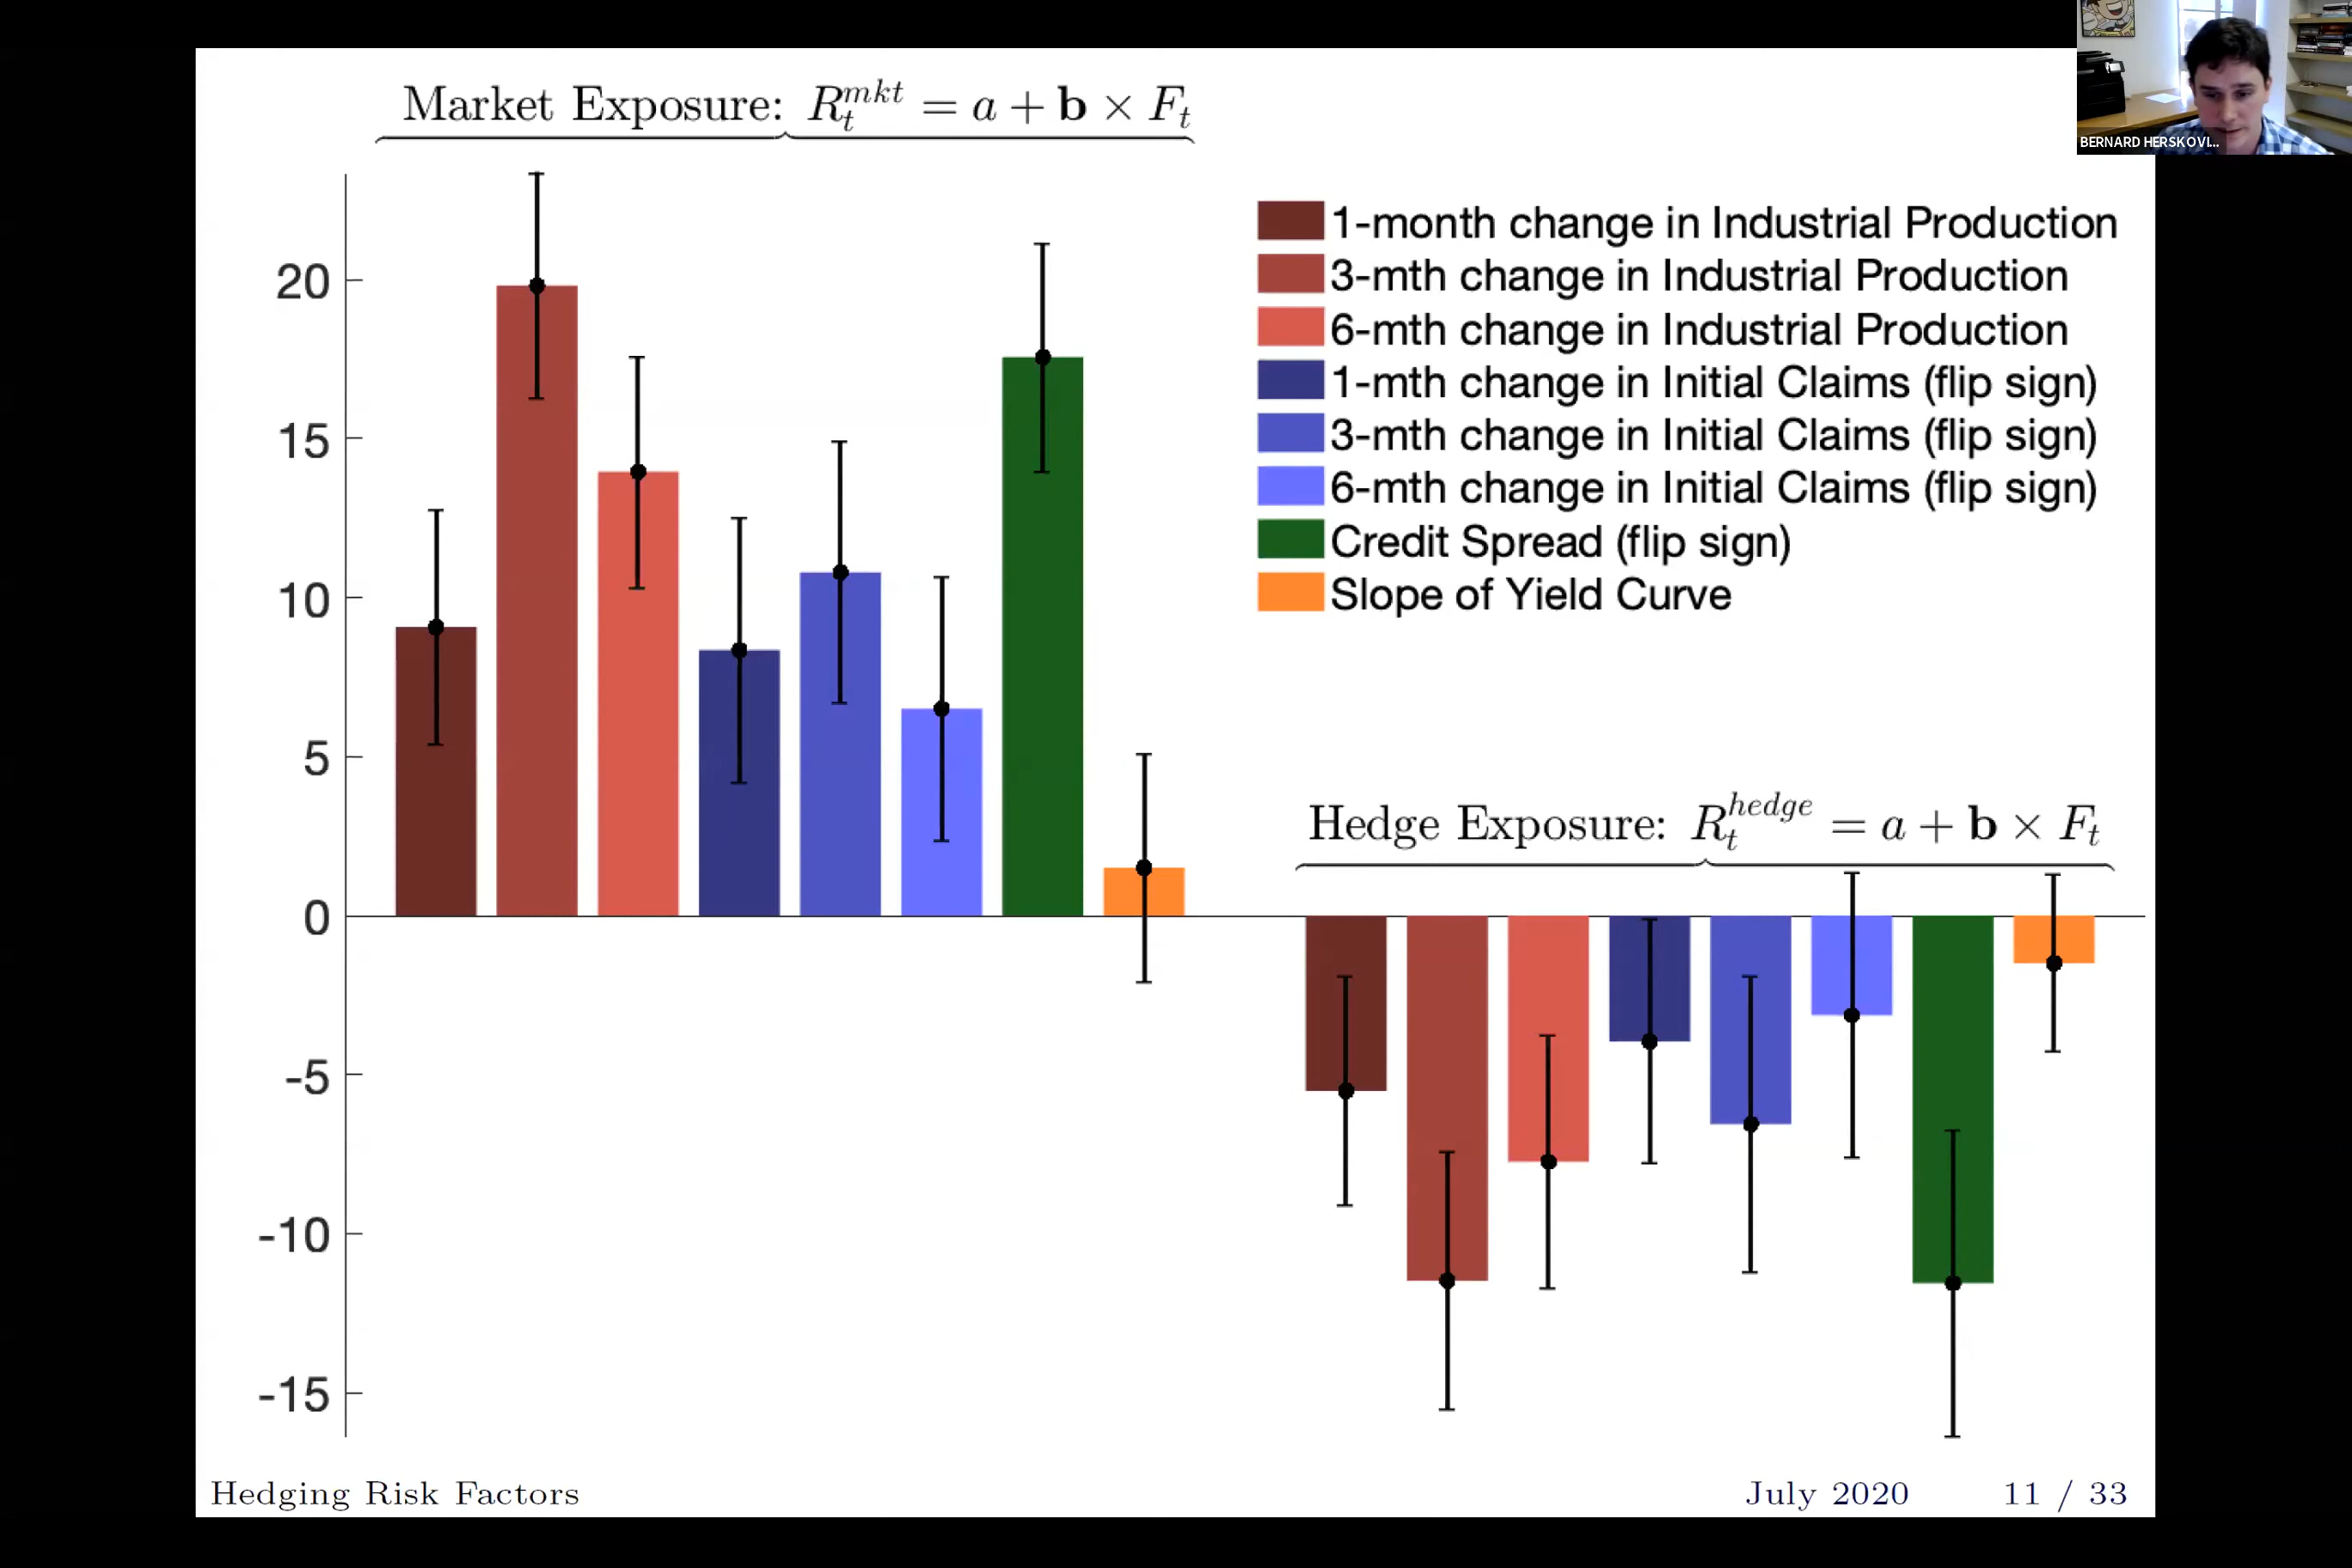 Market Exposure: R_t^{mkt} = a + b × F_t
BERNARD HERSKOVI...
1-month change in Industrial Production
3-mth change in Industrial Production
6-mth change in Industrial Production
1-mth change in Initial Claims (flip sign)
3-mth change in Initial Claims (flip sign)
6-mth change in Initial Claims (flip sign)
Credit Spread (flip sign)
Slope of Yield Curve
20
15
10
5
0
-5
-10
-15
Hedge Exposure: R_t^{hedge} = a + b × F_t
Hedging Risk Factors
July 2020
11 / 33